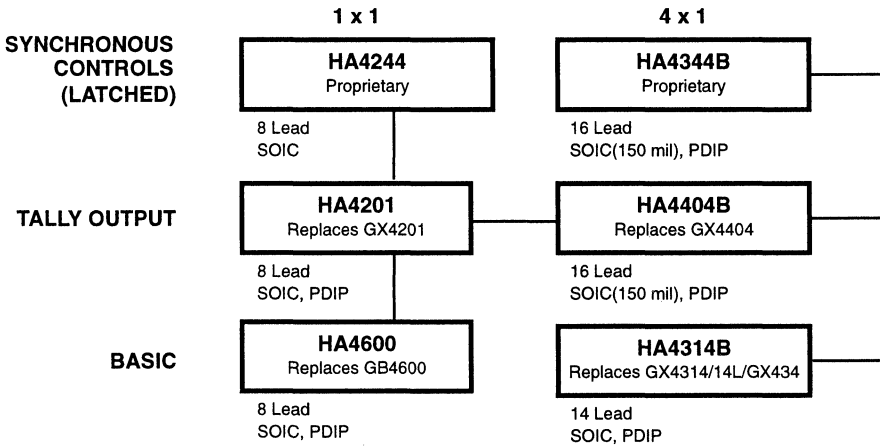 1 x 1
4 x 1
SYNCHRONOUS
CONTROLS
(LATCHED)
HA4244
Proprietary
8 Lead
SOIC
HA4344B
Proprietary
16 Lead
SOIC(150 mil), PDIP
TALLY OUTPUT
HA4201
Replaces GX4201
8 Lead
SOIC, PDIP
HA4404B
Replaces GX4404
16 Lead
SOIC(150 mil), PDIP
BASIC
HA4600
Replaces GB4600
8 Lead
SOIC, PDIP
HA4314B
Replaces GX4314/14L/GX434
14 Lead
SOIC, PDIP